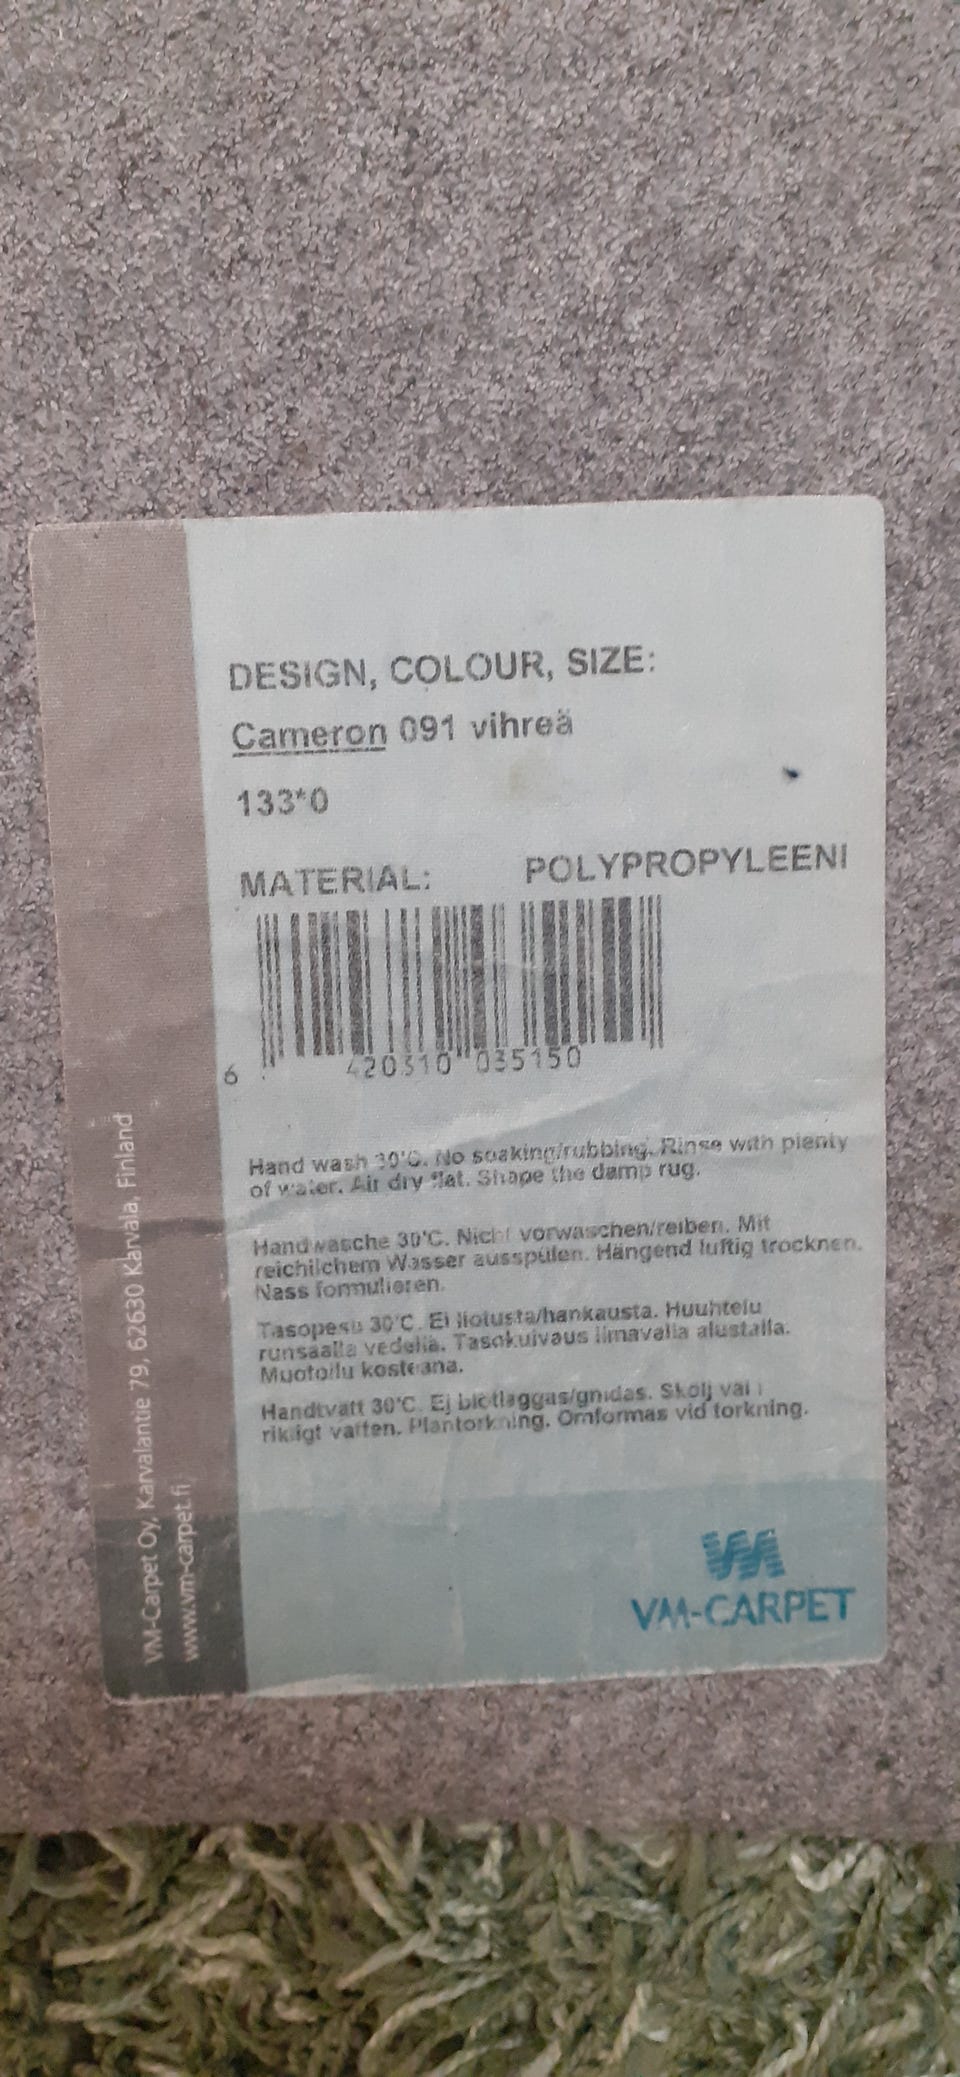 DESIGN, COLOUR, SIZE:
Cameron 091 vihreä
133*0
MATERIAL: POLYPROPYLEENI
6 420310 035150
Hand wash 30'C. No soaking/rubbing. Rinse with plenty
of water. Air dry flat. Shape the damp rug.
Handwasche 30'C. Nicht vorwaschen/reiben. Mit
reichilchem Wasser ausspülen. Hängend luftig trocknen.
Nass formulieren.
Tasopesu 30'C. Ei liotusta/hankausta. Huuhtelu
runsaalla vedellä. Tasokuivaus ilmavalla alustalla.
Muotoilu kosteana.
Handtvätt 30'C. Ej blötläggas/gnidas. Skölj väl i
rikligt vatten. Plantorkning. Omformas vid torkning.
VM-Carpet Oy, Karvalantie 79, 62630 Karvala, Finland
www.vm-carpet.fi
VM-CARPET